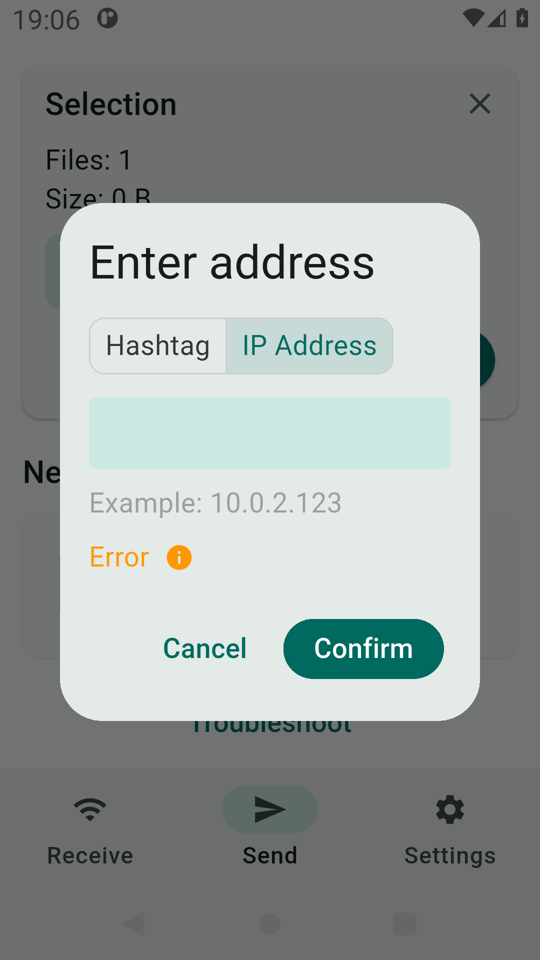 19:06
Selection
Files: 1
Size: 0 B
Enter address
Hashtag
IP Address
Ne
Example: 10.0.2.123
Error
Cancel
Confirm
Troubleshoot
Receive
Send
Settings